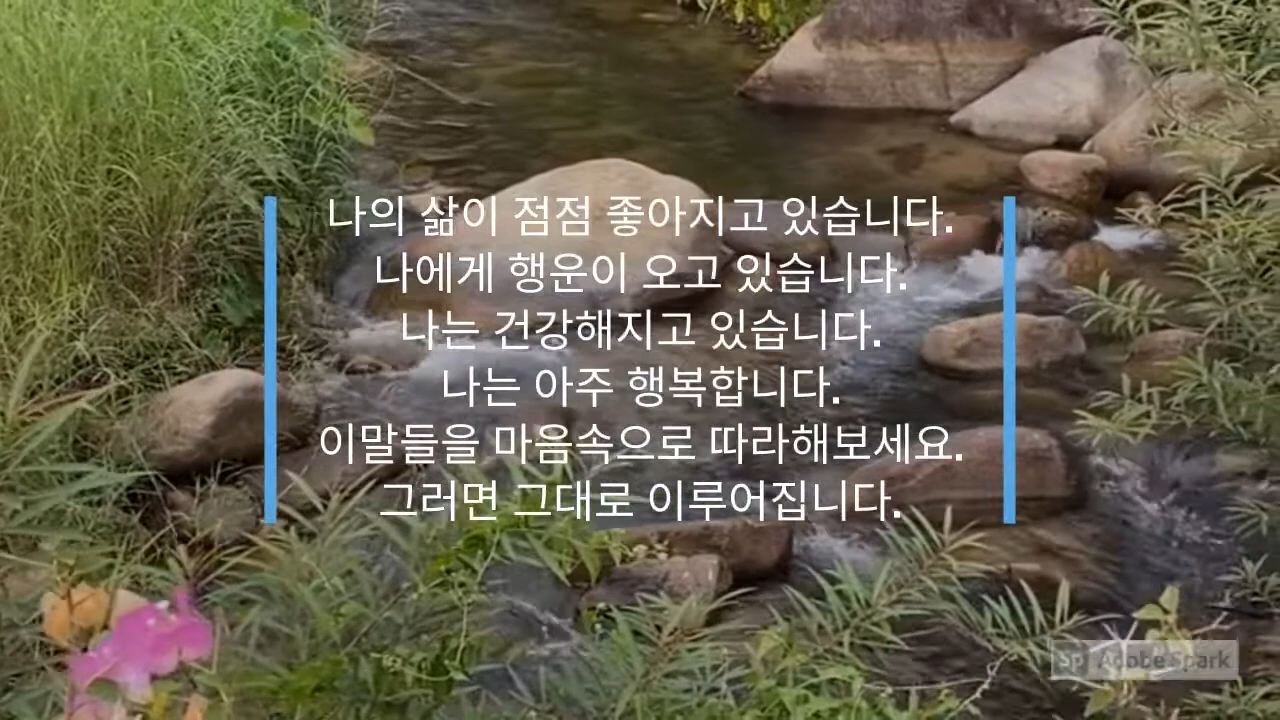 나의 삶이 점점 좋아지고 있습니다.
나에게 행운이 오고 있습니다.
나는 건강해지고 있습니다.
나는 아주 행복합니다.
이말들을 마음속으로 따라해보세요.
그러면 그대로 이루어집니다.
Sp Adobe Spark